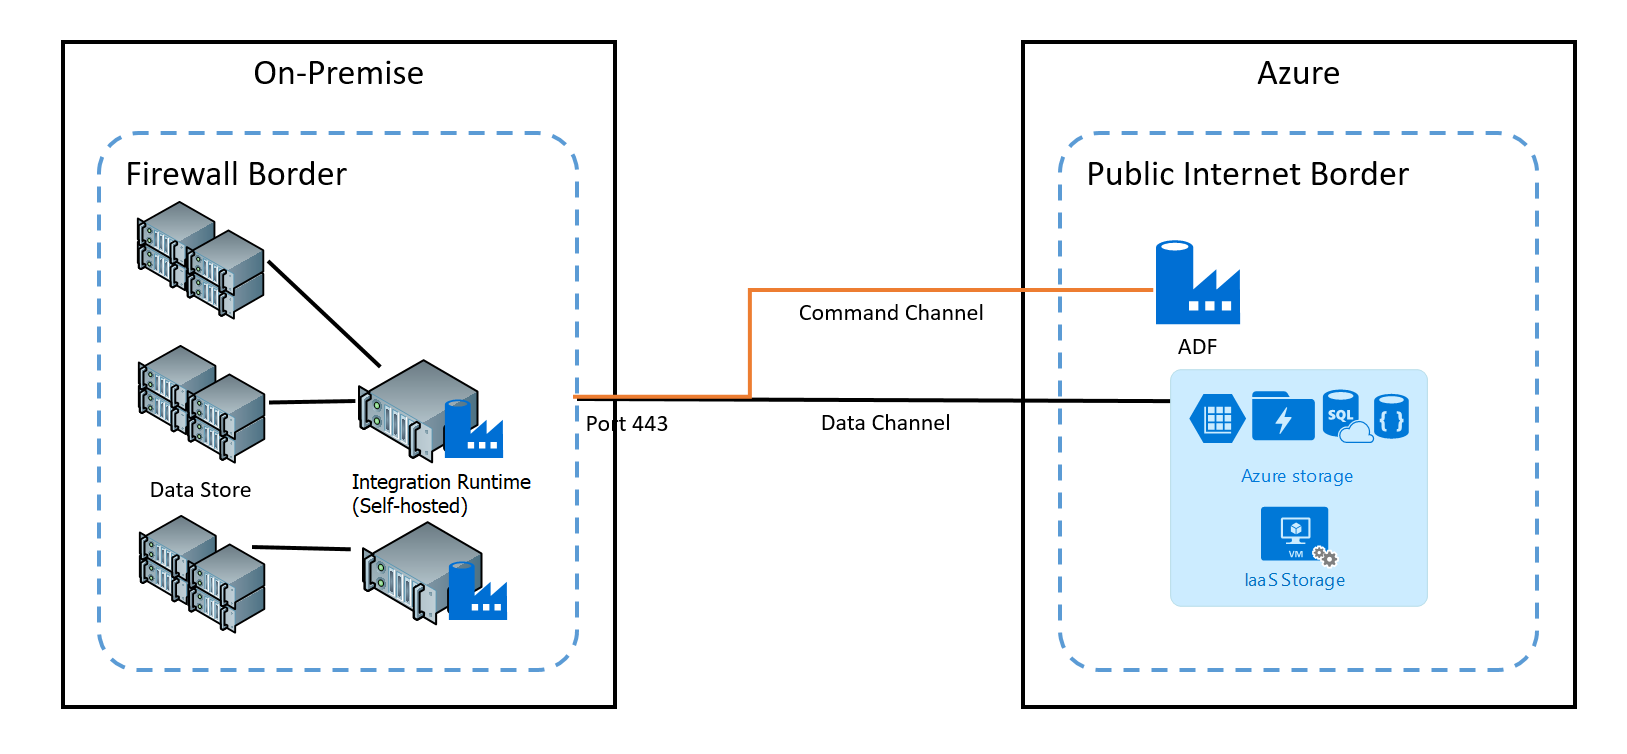 On-Premise
Azure
Firewall Border
Public Internet Border
Command Channel
ADF
Port 443
Data Channel
SQL
{ }
Data Store
Integration Runtime
(Self-hosted)
Azure storage
VM
IaaS Storage